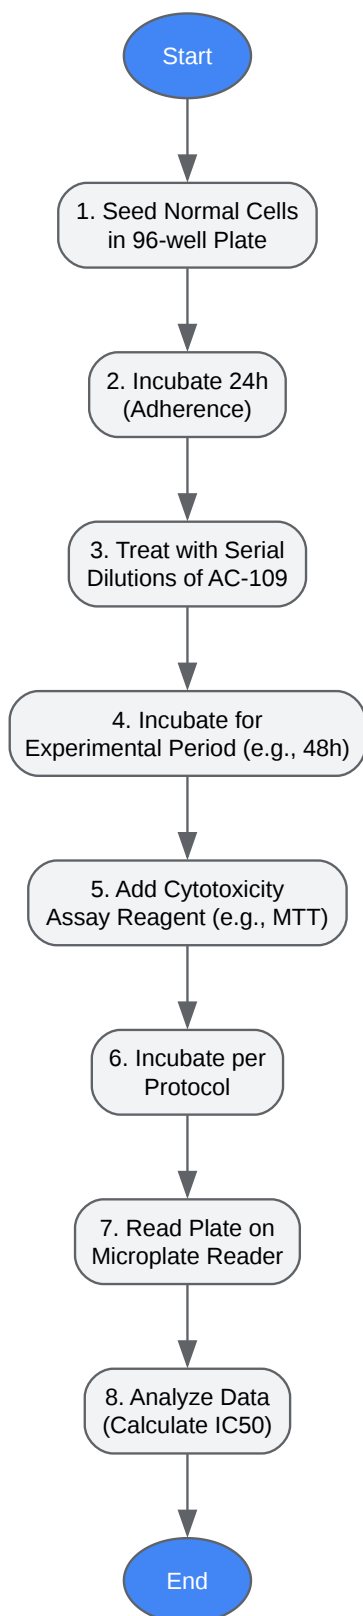 Start
1. Seed Normal Cells
in 96-well Plate
2. Incubate 24h
(Adherence)
3. Treat with Serial
Dilutions of AC-109
4. Incubate for
Experimental Period (e.g., 48h)
5. Add Cytotoxicity
Assay Reagent (e.g., MTT)
6. Incubate per
Protocol
7. Read Plate on
Microplate Reader
8. Analyze Data
(Calculate IC50)
End